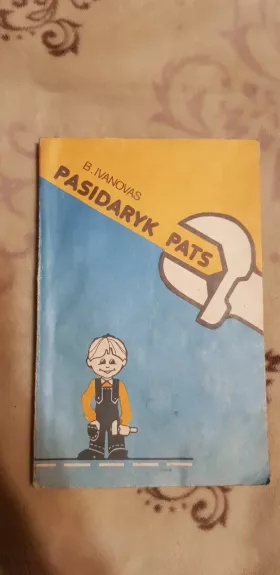 B. IVANOVAS
PASIDARYK PATS